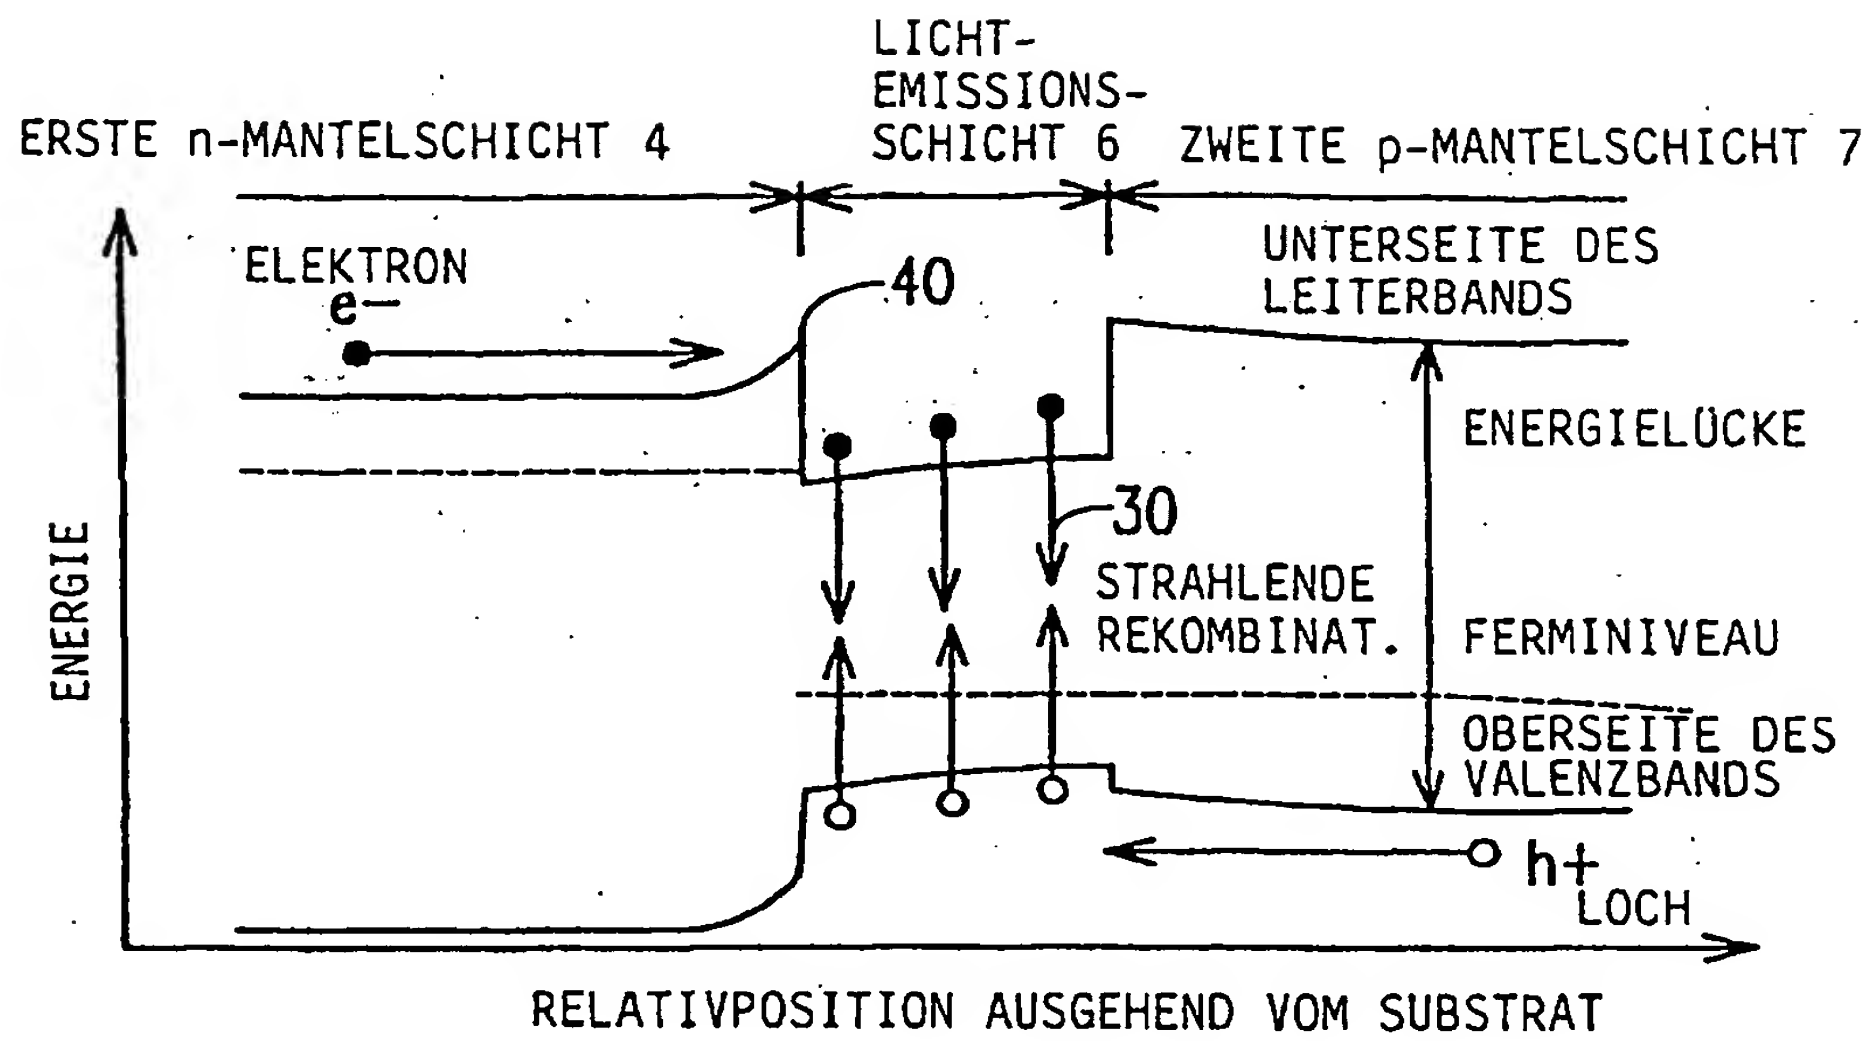 LICHT-
EMISSIONS-
SCHICHT 6
ERSTE n-MANTELSCHICHT 4
ZWEITE p-MANTELSCHICHT 7
ELEKTRON
e-
40
UNTERSEITE DES
LEITERBANDS
ENERGIELÜCKE
30
STRAHLENDE
REKOMBINAT.
FERMINIVEAU
OBERSEITE DES
VALENZBANDS
h+
LOCH
ENERGIE
RELATIVPOSITION AUSGEHEND VOM SUBSTRAT